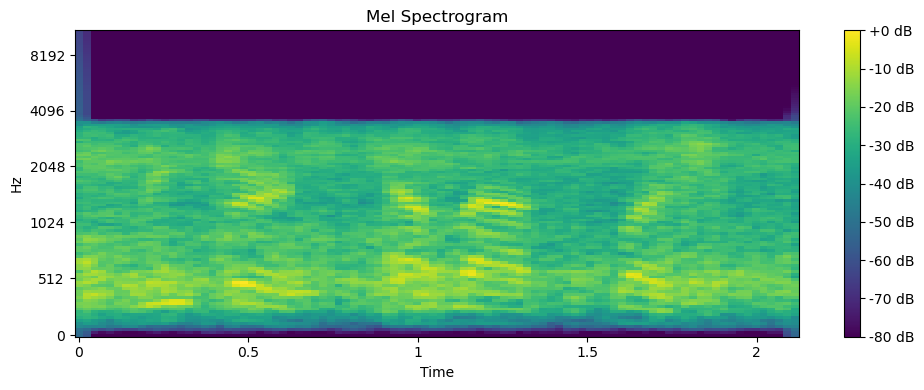 Mel Spectrogram
Hz
8192
4096
2048
1024
512
0
0
0.5
1
1.5
2
Time
+0 dB
-10 dB
-20 dB
-30 dB
-40 dB
-50 dB
-60 dB
-70 dB
-80 dB